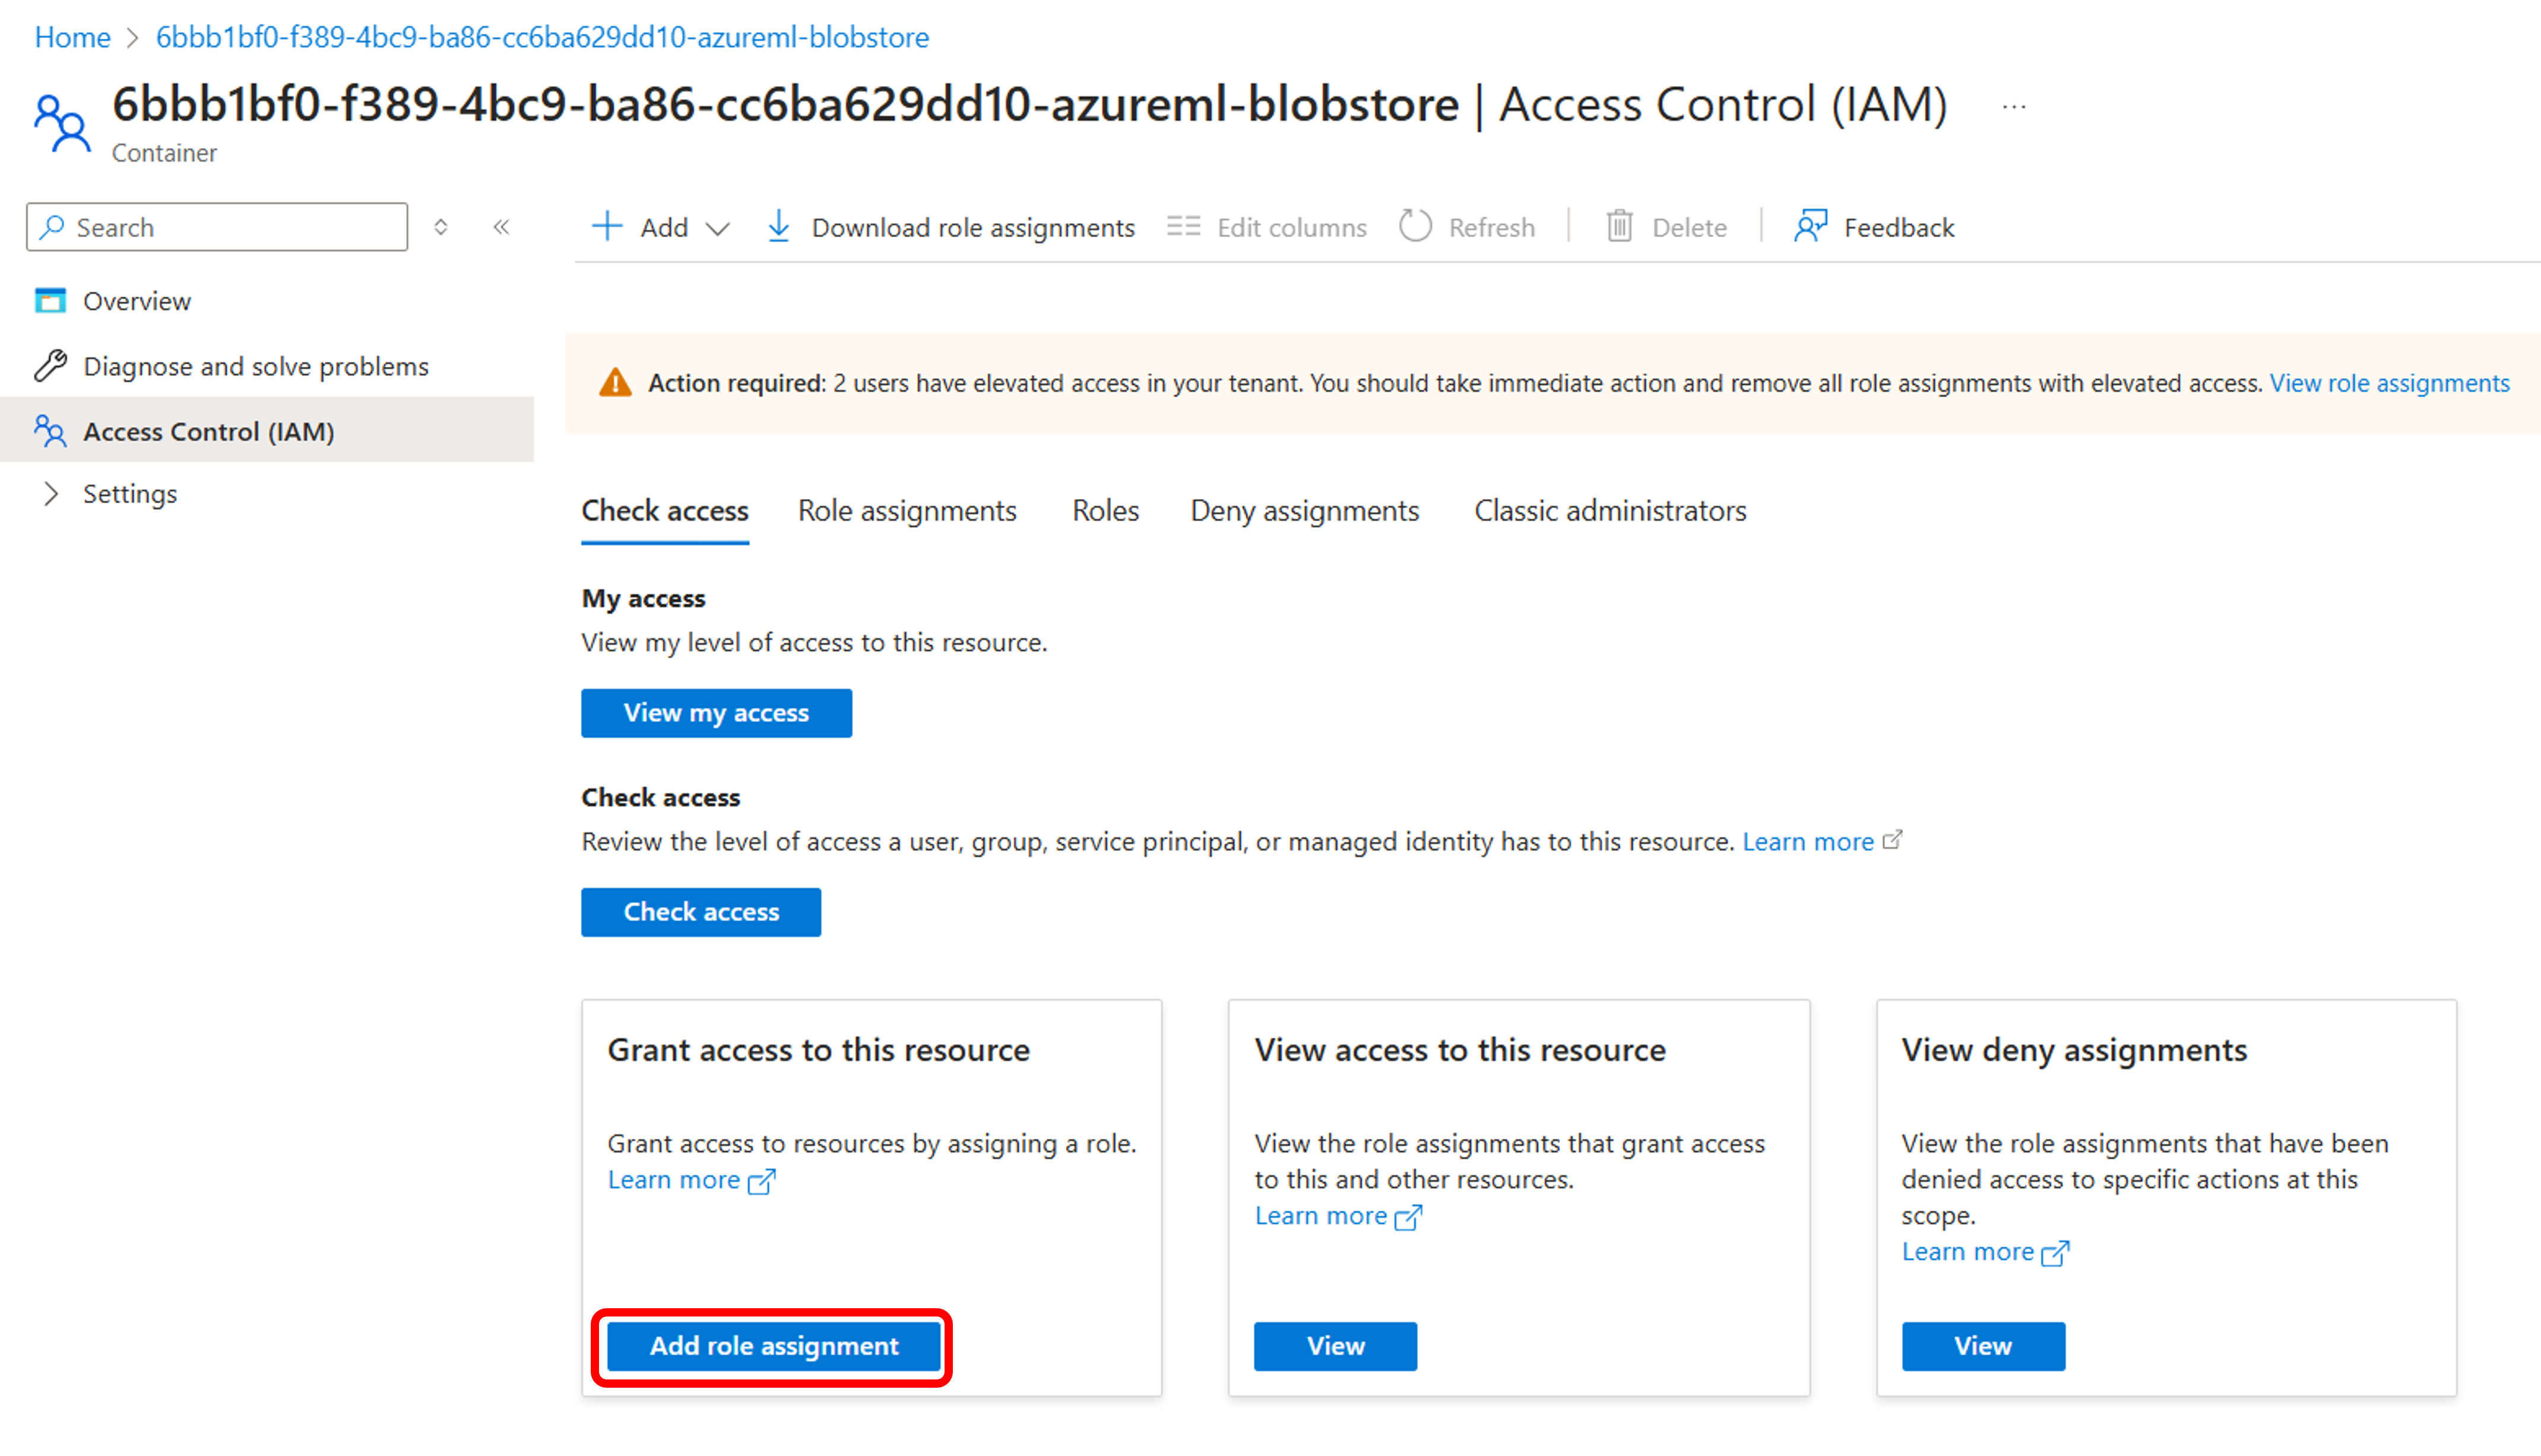 Home > 6bbb1bf0-f389-4bc9-ba86-cc6ba629dd10-azureml-blobstore
6bbb1bf0-f389-4bc9-ba86-cc6ba629dd10-azureml-blobstore | Access Control (IAM) ...
Container
Search
Add
Download role assignments
Edit columns
Refresh
Delete
Feedback
Overview
Diagnose and solve problems
Access Control (IAM)
Settings
Action required: 2 users have elevated access in your tenant. You should take immediate action and remove all role assignments with elevated access. View role assignments
Check access
Role assignments
Roles
Deny assignments
Classic administrators
My access
View my level of access to this resource.
View my access
Check access
Review the level of access a user, group, service principal, or managed identity has to this resource. Learn more
Check access
Grant access to this resource
Grant access to resources by assigning a role.
Learn more
Add role assignment
View access to this resource
View the role assignments that grant access
to this and other resources.
Learn more
View
View deny assignments
View the role assignments that have been
denied access to specific actions at this
scope.
Learn more
View